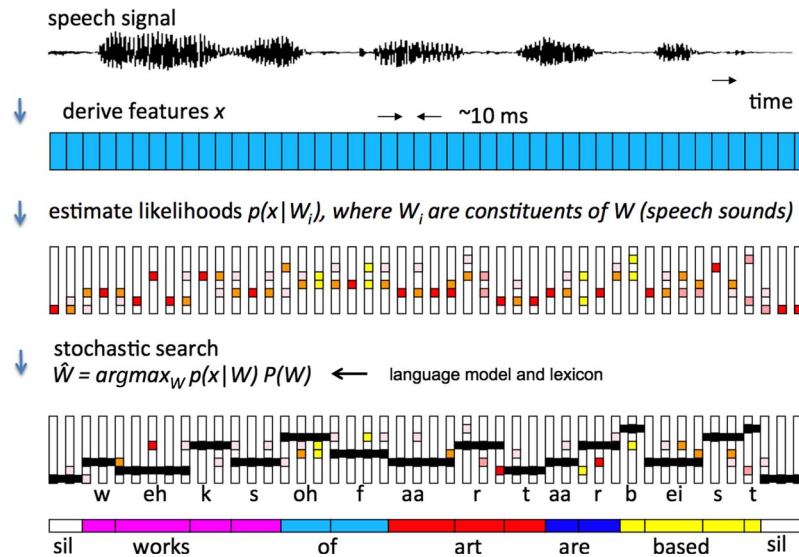 speech signal
time
derive features x
~10 ms
estimate likelihoods p(x|Wᵢ), where Wᵢ are constituents of W (speech sounds)
stochastic search
Ŵ = argmax_W p(x|W) P(W)
language model and lexicon
w eh k s oh f aa r t aa r b ei s t
sil works of art are based sil